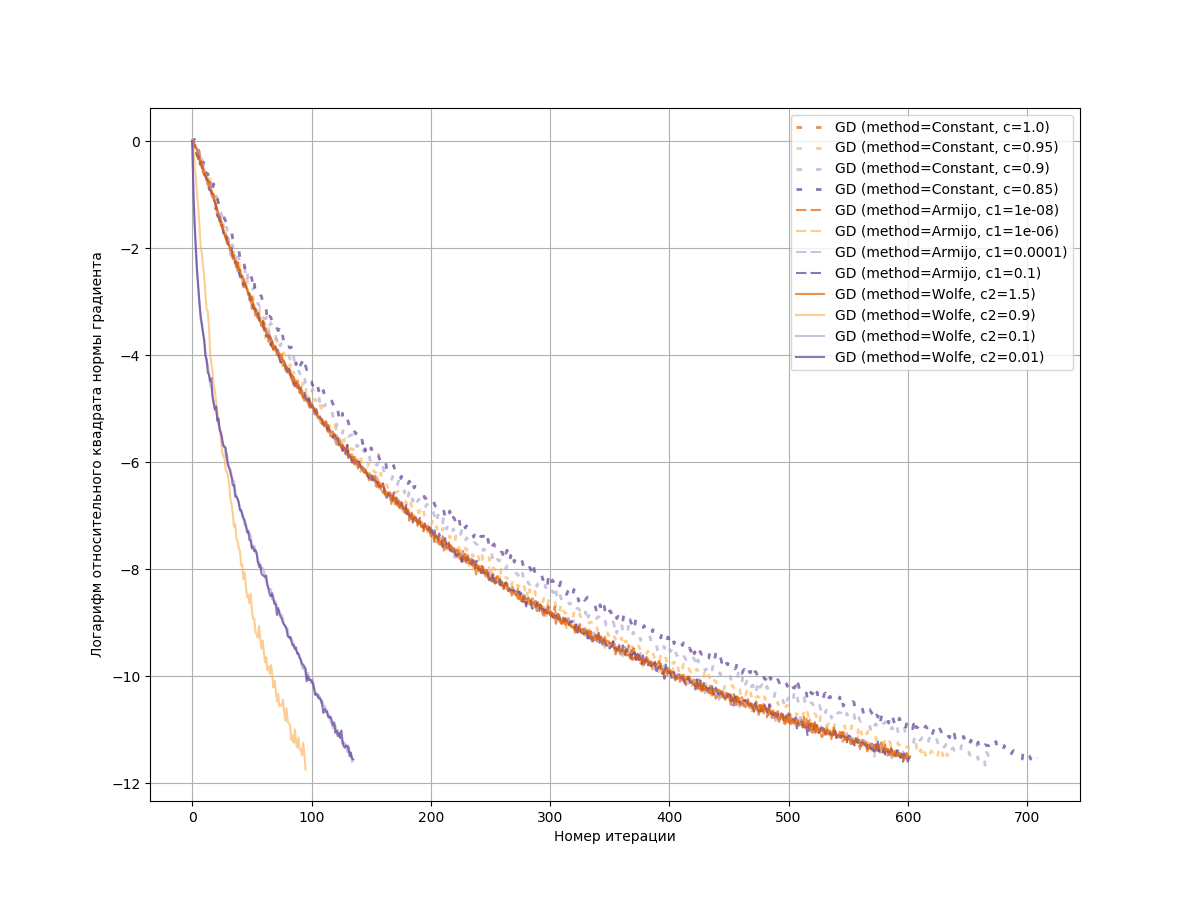 GD (method=Constant, c=1.0)
GD (method=Constant, c=0.95)
GD (method=Constant, c=0.9)
GD (method=Constant, c=0.85)
GD (method=Armijo, c1=1e-08)
GD (method=Armijo, c1=1e-06)
GD (method=Armijo, c1=0.0001)
GD (method=Armijo, c1=0.1)
GD (method=Wolfe, c2=1.5)
GD (method=Wolfe, c2=0.9)
GD (method=Wolfe, c2=0.1)
GD (method=Wolfe, c2=0.01)
Логарифм относительного квадрата нормы градиента
0
−2
−4
−6
−8
−10
−12
0 100 200 300 400 500 600 700
Номер итерации